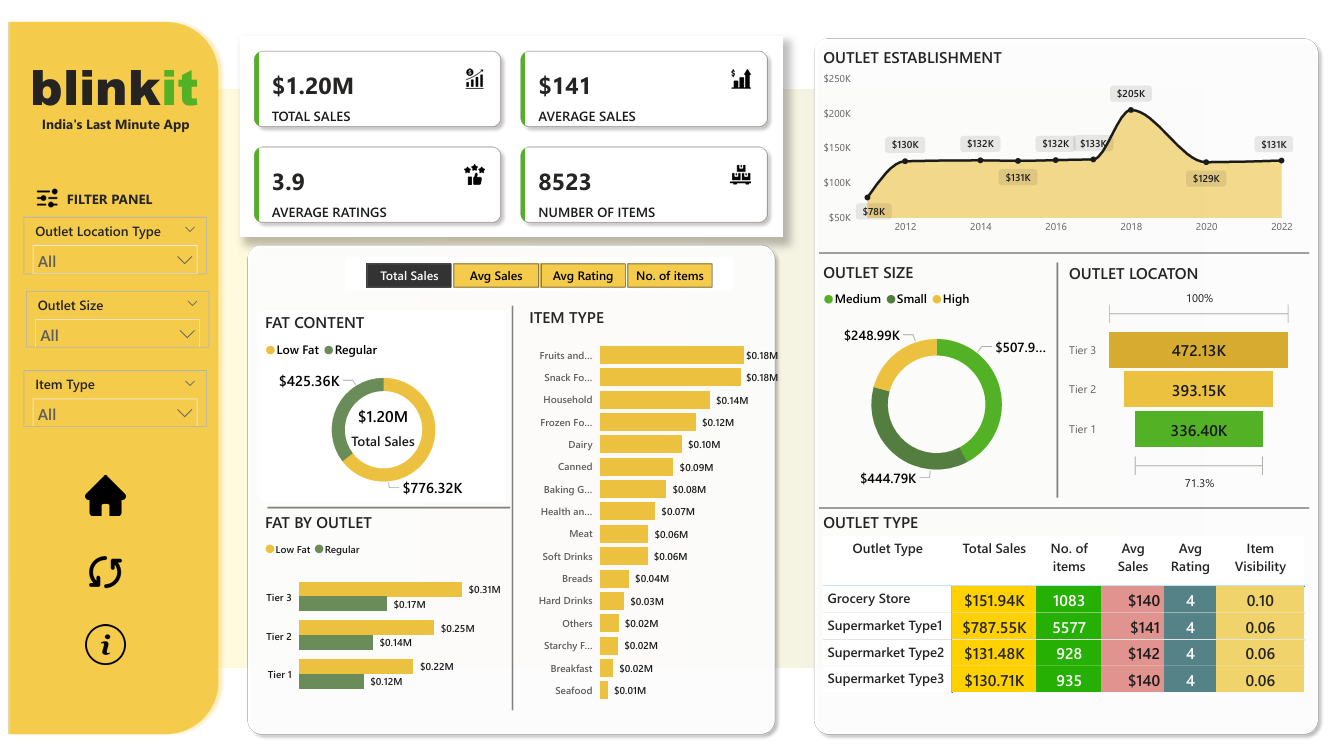 blinkit
India's Last Minute App
FILTER PANEL
Outlet Location Type
All
Outlet Size
All
Item Type
All
$1.20M
TOTAL SALES
$141
AVERAGE SALES
3.9
AVERAGE RATINGS
8523
NUMBER OF ITEMS
Total Sales
Avg Sales
Avg Rating
No. of items
FAT CONTENT
Low Fat Regular
$425.36K
$1.20M
Total Sales
$776.32K
FAT BY OUTLET
Low Fat Regular
Tier 3 $0.31M
$0.17M
Tier 2 $0.25M
$0.14M
Tier 1 $0.22M
$0.12M
ITEM TYPE
Fruits and... $0.18M
Snack Fo... $0.18M
Household $0.14M
Frozen Fo... $0.12M
Dairy $0.10M
Canned $0.09M
Baking G... $0.08M
Health an... $0.07M
Meat $0.06M
Soft Drinks $0.06M
Breads $0.04M
Hard Drinks $0.03M
Others $0.02M
Starchy F... $0.02M
Breakfast $0.02M
Seafood $0.01M
OUTLET ESTABLISHMENT
$250K
$200K
$150K
$100K
$50K
$78K
$130K
$132K
$131K
$132K
$133K
$205K
$129K
$131K
2012 2014 2016 2018 2020 2022
OUTLET SIZE
Medium Small High
$248.99K
$507.9...
$444.79K
OUTLET LOCATON
100%
Tier 3 472.13K
Tier 2 393.15K
Tier 1 336.40K
71.3%
OUTLET TYPE
Outlet Type Total Sales No. of items Avg Sales Avg Rating Item Visibility
Grocery Store $151.94K 1083 $140 4 0.10
Supermarket Type1 $787.55K 5577 $141 4 0.06
Supermarket Type2 $131.48K 928 $142 4 0.06
Supermarket Type3 $130.71K 935 $140 4 0.06